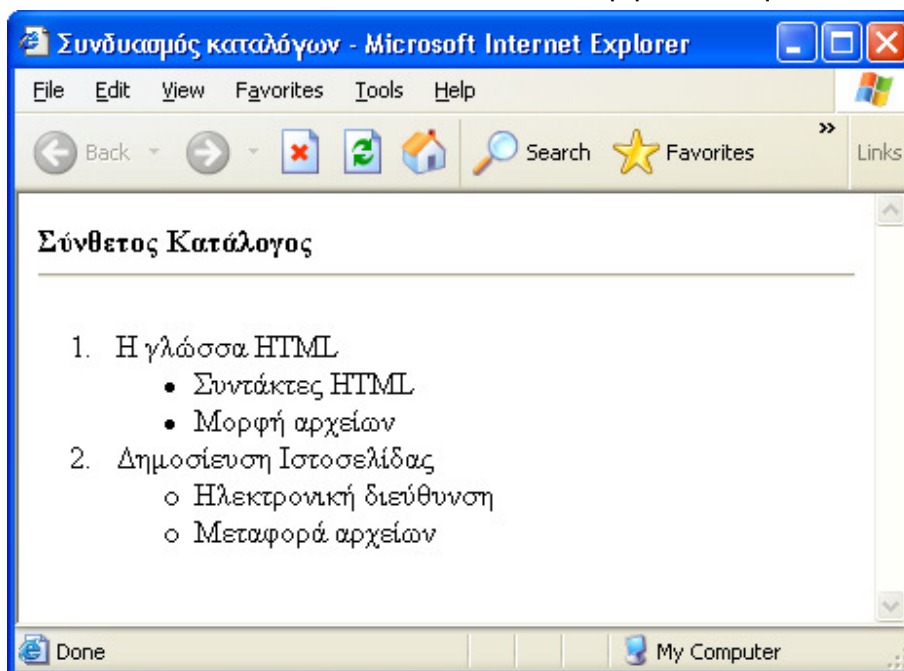 Συνδυασμός καταλόγων - Microsoft Internet Explorer
File Edit View Favorites Tools Help
Back Search Favorites » Links
Σύνθετος Κατάλογος
1. Η γλώσσα HTML
• Συντάκτες HTML
• Μορφή αρχείων
2. Δημοσίευση Ιστοσελίδας
o Ηλεκτρονική διεύθυνση
o Μεταφορά αρχείων
Done My Computer